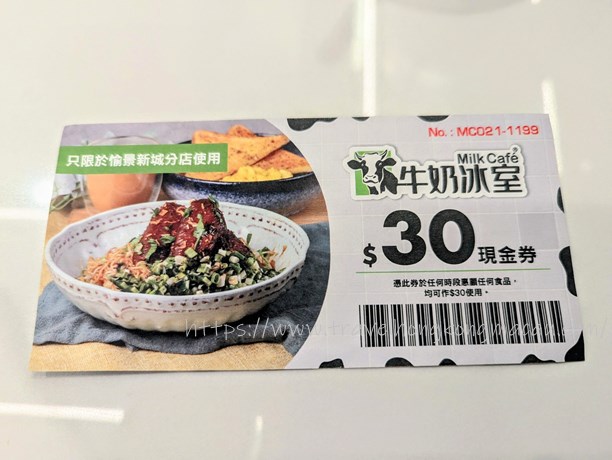 只限於愉景新城分店使用
No. : MC021-1199
Milk Café
牛奶冰室
$30現金券
憑此券於任何時段惠顧任何食品,
均可作$30使用。